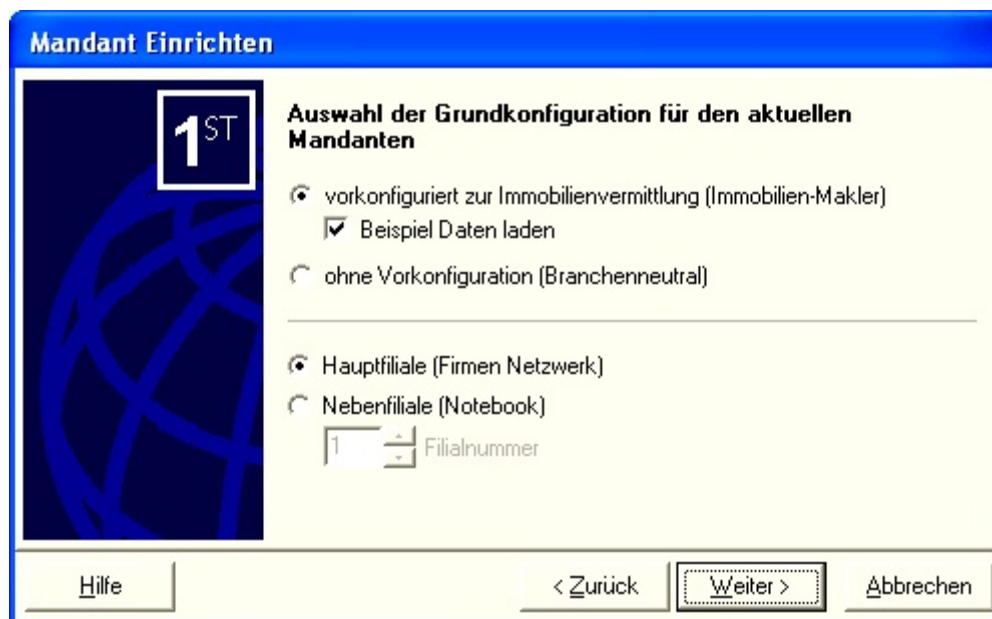 Mandant Einrichten
1ST
Auswahl der Grundkonfiguration für den aktuellen
Mandanten
vorkonfiguriert zur Immobilienvermittlung (Immobilien-Makler)
Beispiel Daten laden
ohne Vorkonfiguration (Branchenneutral)
Hauptfiliale (Firmen Netzwerk)
Nebenfiliale (Notebook)
1 Filialnummer
Hilfe < Zurück Weiter > Abbrechen